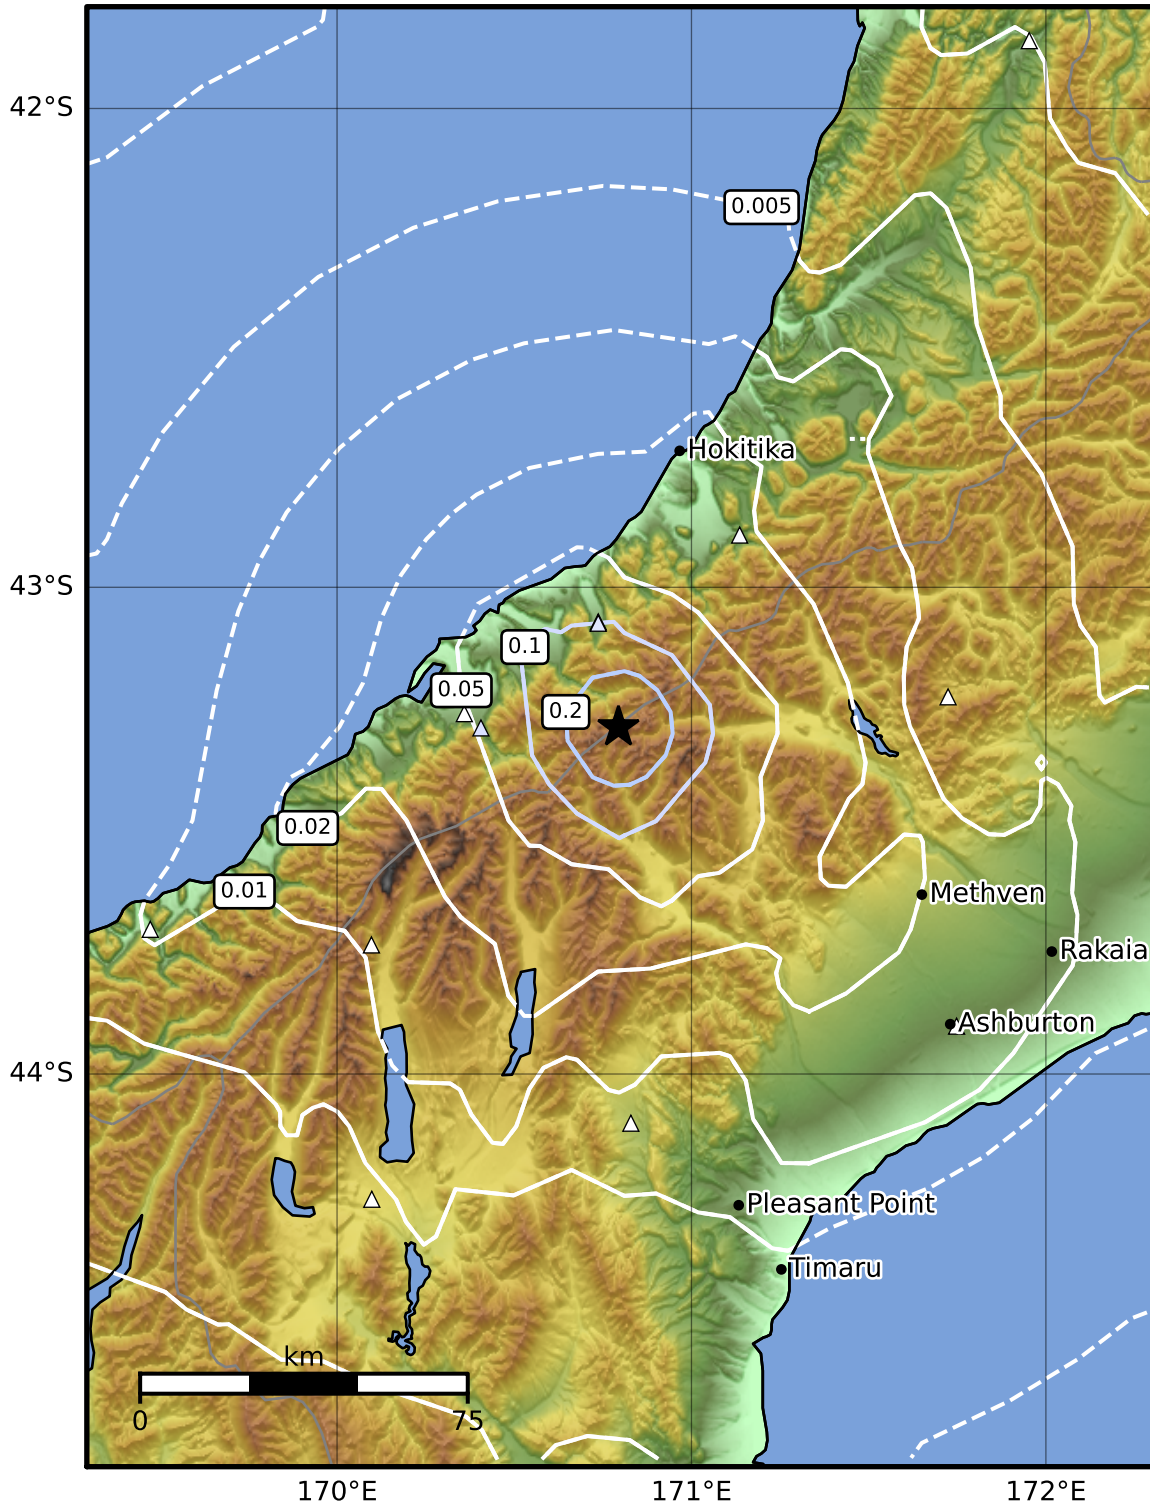 42°S
0.005
Hokitika
43°S
0.1
0.05
0.2
0.02
0.01
Methven
Rakaia
Ashburton
44°S
Pleasant Point
Timaru
km
0 75
170°E 171°E 172°E